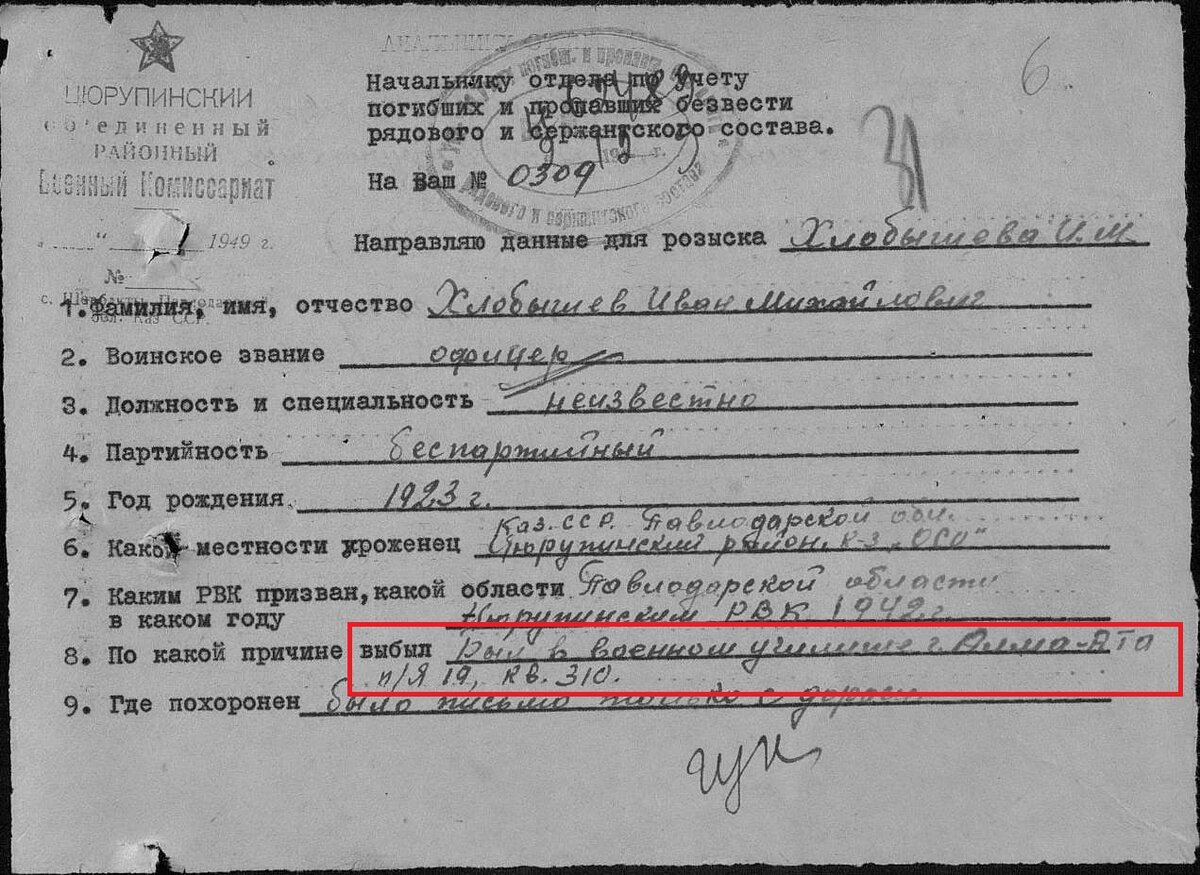 ЦЮРУПИНСКИЙ
объединенный
РАЙОННЫЙ
Военный Комиссариат
" 1949 г.
№
Начальнику отдела по учету
погибших и пропавших безвести
рядового и сержантского состава.
На Ваш № 0309
6
31
Направляю данные для розыска Хлобышева И.М.
1. Фамилия, имя, отчество Хлобышев Иван Михайлович
2. Воинское звание офицер
3. Должность и специальность неизвестно
4. Партийность беспартийный
5. Год рождения 1923 г.
Каз.ССР. Павлодарской обл.
6. Какой местности уроженец Цюрупинский район, к-з „ОСО"
7. Каким РВК призван, какой области Павлодарской области
в каком году Цюрупинским РВК 1942 г.
8. По какой причине выбыл Был в военном училище г. Алма-Ата
п/я 19, кв. 310.
9. Где похоронен было письмо только с дороги